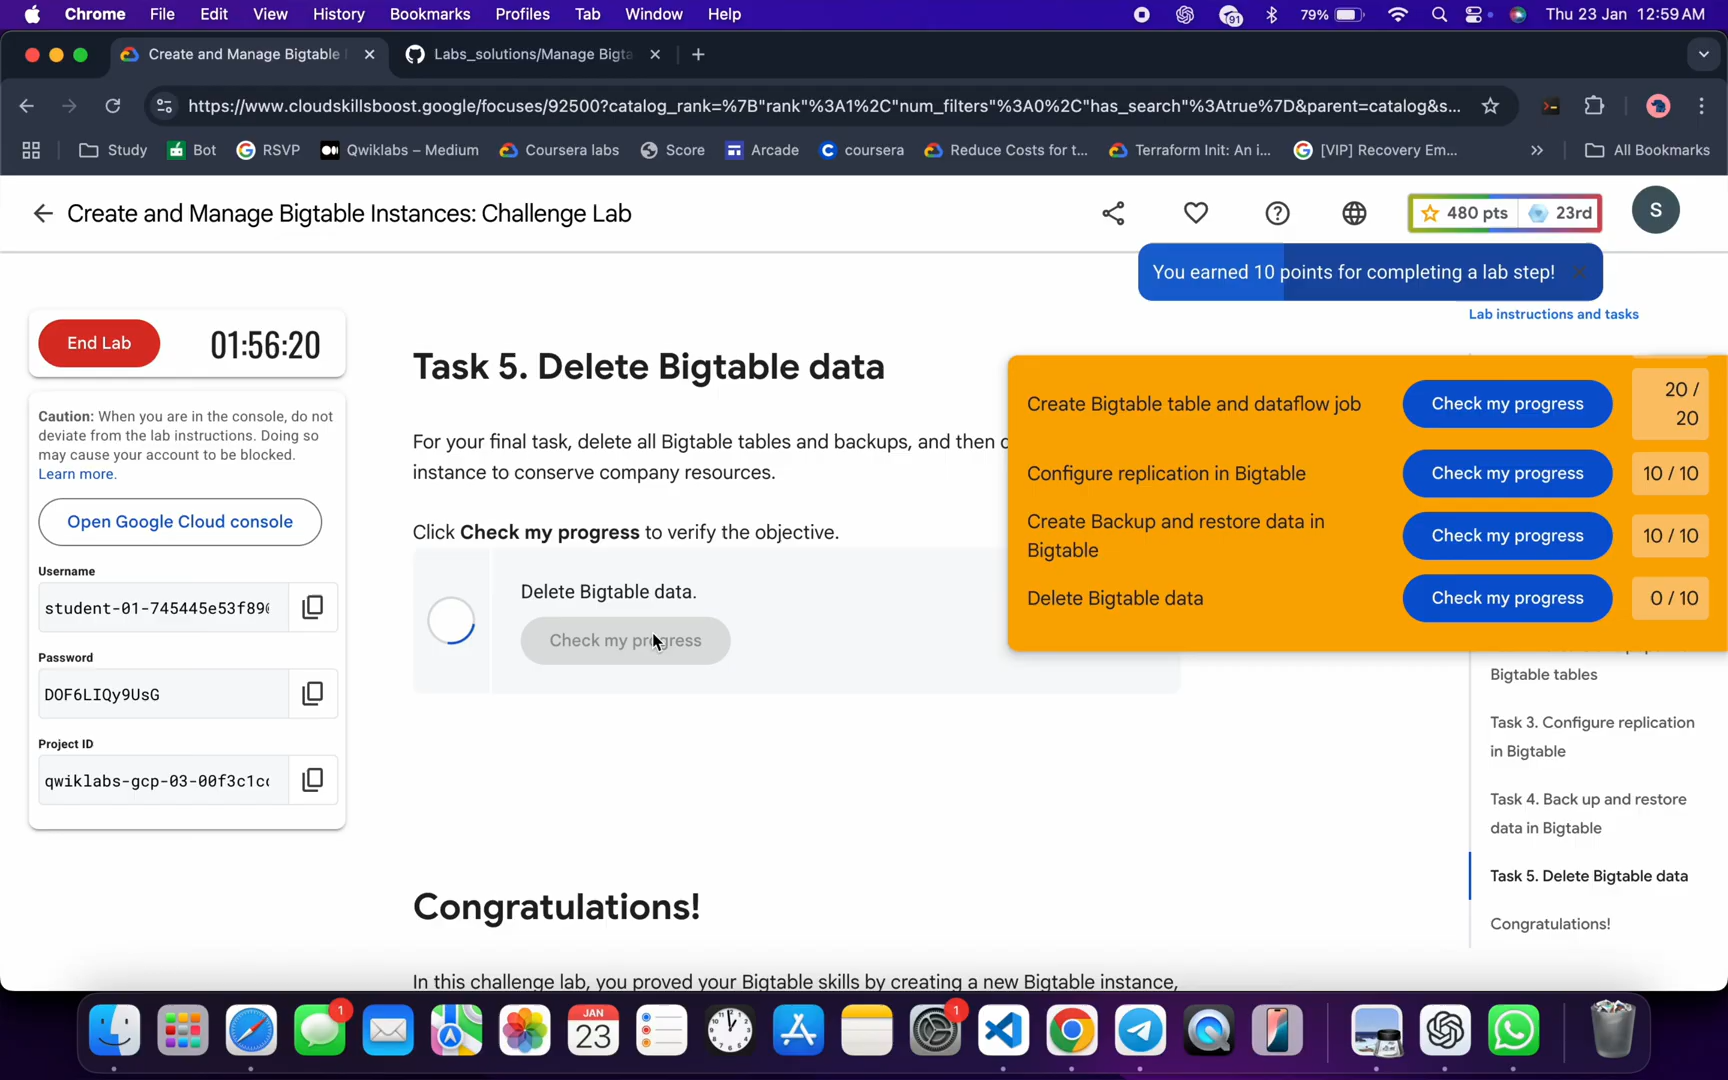 Chrome File Edit View History Bookmarks Profiles Tab Window Help
91 79% Thu 23 Jan 12:59 AM
Create and Manage Bigtable
Labs_solutions/Manage Bigta
https://www.cloudskillsboost.google/focuses/92500?catalog_rank=%7B"rank"%3A1%2C"num_filters"%3A0%2C"has_search"%3Atrue%7D&parent=catalog&s...
Study Bot RSVP Qwiklabs – Medium Coursera labs Score Arcade coursera Reduce Costs for t... Terraform Init: An i... [VIP] Recovery Em... » All Bookmarks
Create and Manage Bigtable Instances: Challenge Lab
480 pts 23rd S
You earned 10 points for completing a lab step!
Lab instructions and tasks
End Lab 01:56:20
Caution: When you are in the console, do not
deviate from the lab instructions. Doing so
may cause your account to be blocked.
Learn more.
Open Google Cloud console
Username
student-01-745445e53f89
Password
DOF6LIQy9UsG
Project ID
qwiklabs-gcp-03-00f3c1c
Task 5. Delete Bigtable data
For your final task, delete all Bigtable tables and backups, and then
instance to conserve company resources.
Click Check my progress to verify the objective.
Delete Bigtable data.
Check my progress
Create Bigtable table and dataflow job Check my progress 20 /
20
Configure replication in Bigtable Check my progress 10 / 10
Create Backup and restore data in
Bigtable Check my progress 10 / 10
Delete Bigtable data Check my progress 0 / 10
Bigtable tables
Task 3. Configure replication
in Bigtable
Task 4. Back up and restore
data in Bigtable
Task 5. Delete Bigtable data
Congratulations!
Congratulations!
In this challenge lab, you proved your Bigtable skills by creating a new Bigtable instance,
1
JAN
23
1